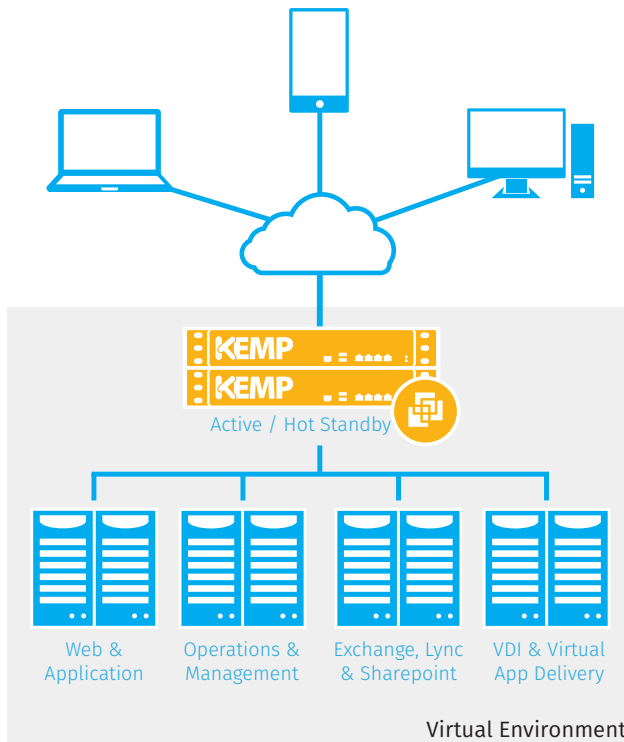 KEMP
KEMP
Active / Hot Standby
Web &
Application
Operations &
Management
Exchange, Lync
& Sharepoint
VDI & Virtual
App Delivery
Virtual Environment